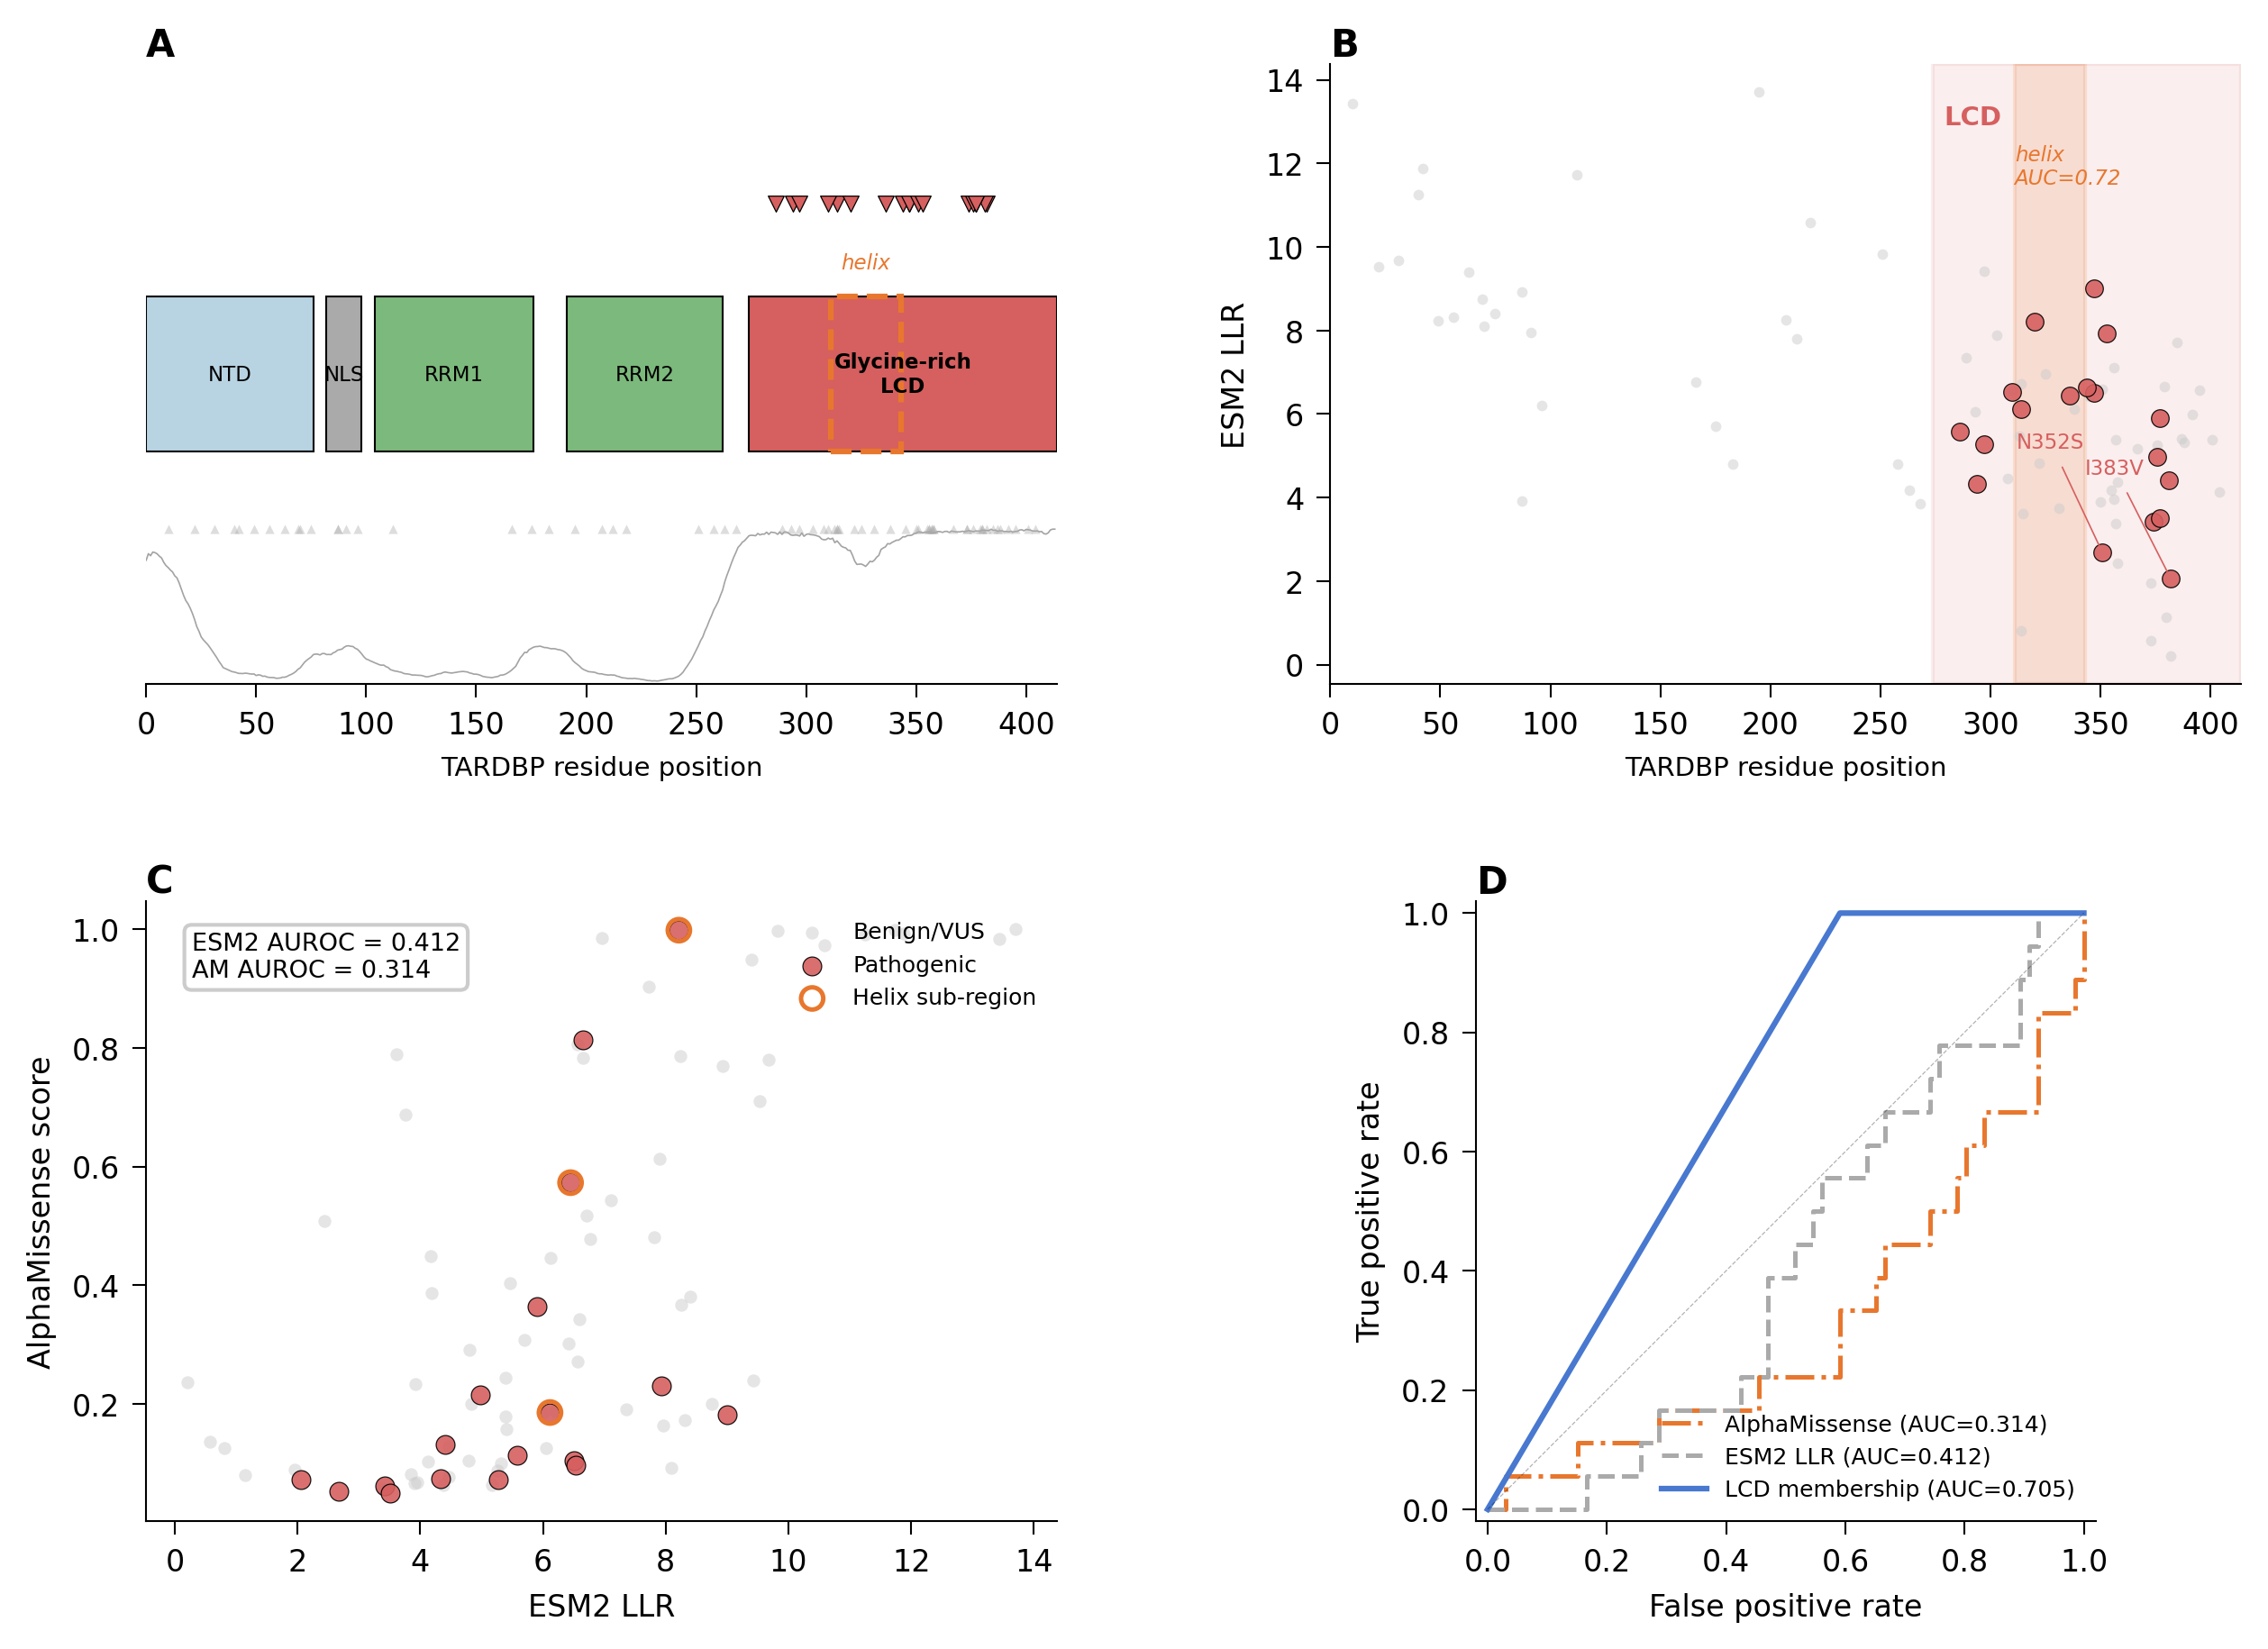 A
helix
NTD
NLS
RRM1
RRM2
Glycine-rich
LCD
0 50 100 150 200 250 300 350 400
TARDBP residue position
B
14
12
10
8
6
4
2
0
ESM2 LLR
LCD
helix
AUC=0.72
N352S
I383V
0 50 100 150 200 250 300 350 400
TARDBP residue position
C
1.0
0.8
0.6
0.4
0.2
AlphaMissense score
ESM2 AUROC = 0.412
AM AUROC = 0.314
Benign/VUS
Pathogenic
Helix sub-region
0 2 4 6 8 10 12 14
ESM2 LLR
D
1.0
0.8
0.6
0.4
0.2
0.0
True positive rate
AlphaMissense (AUC=0.314)
ESM2 LLR (AUC=0.412)
LCD membership (AUC=0.705)
0.0 0.2 0.4 0.6 0.8 1.0
False positive rate